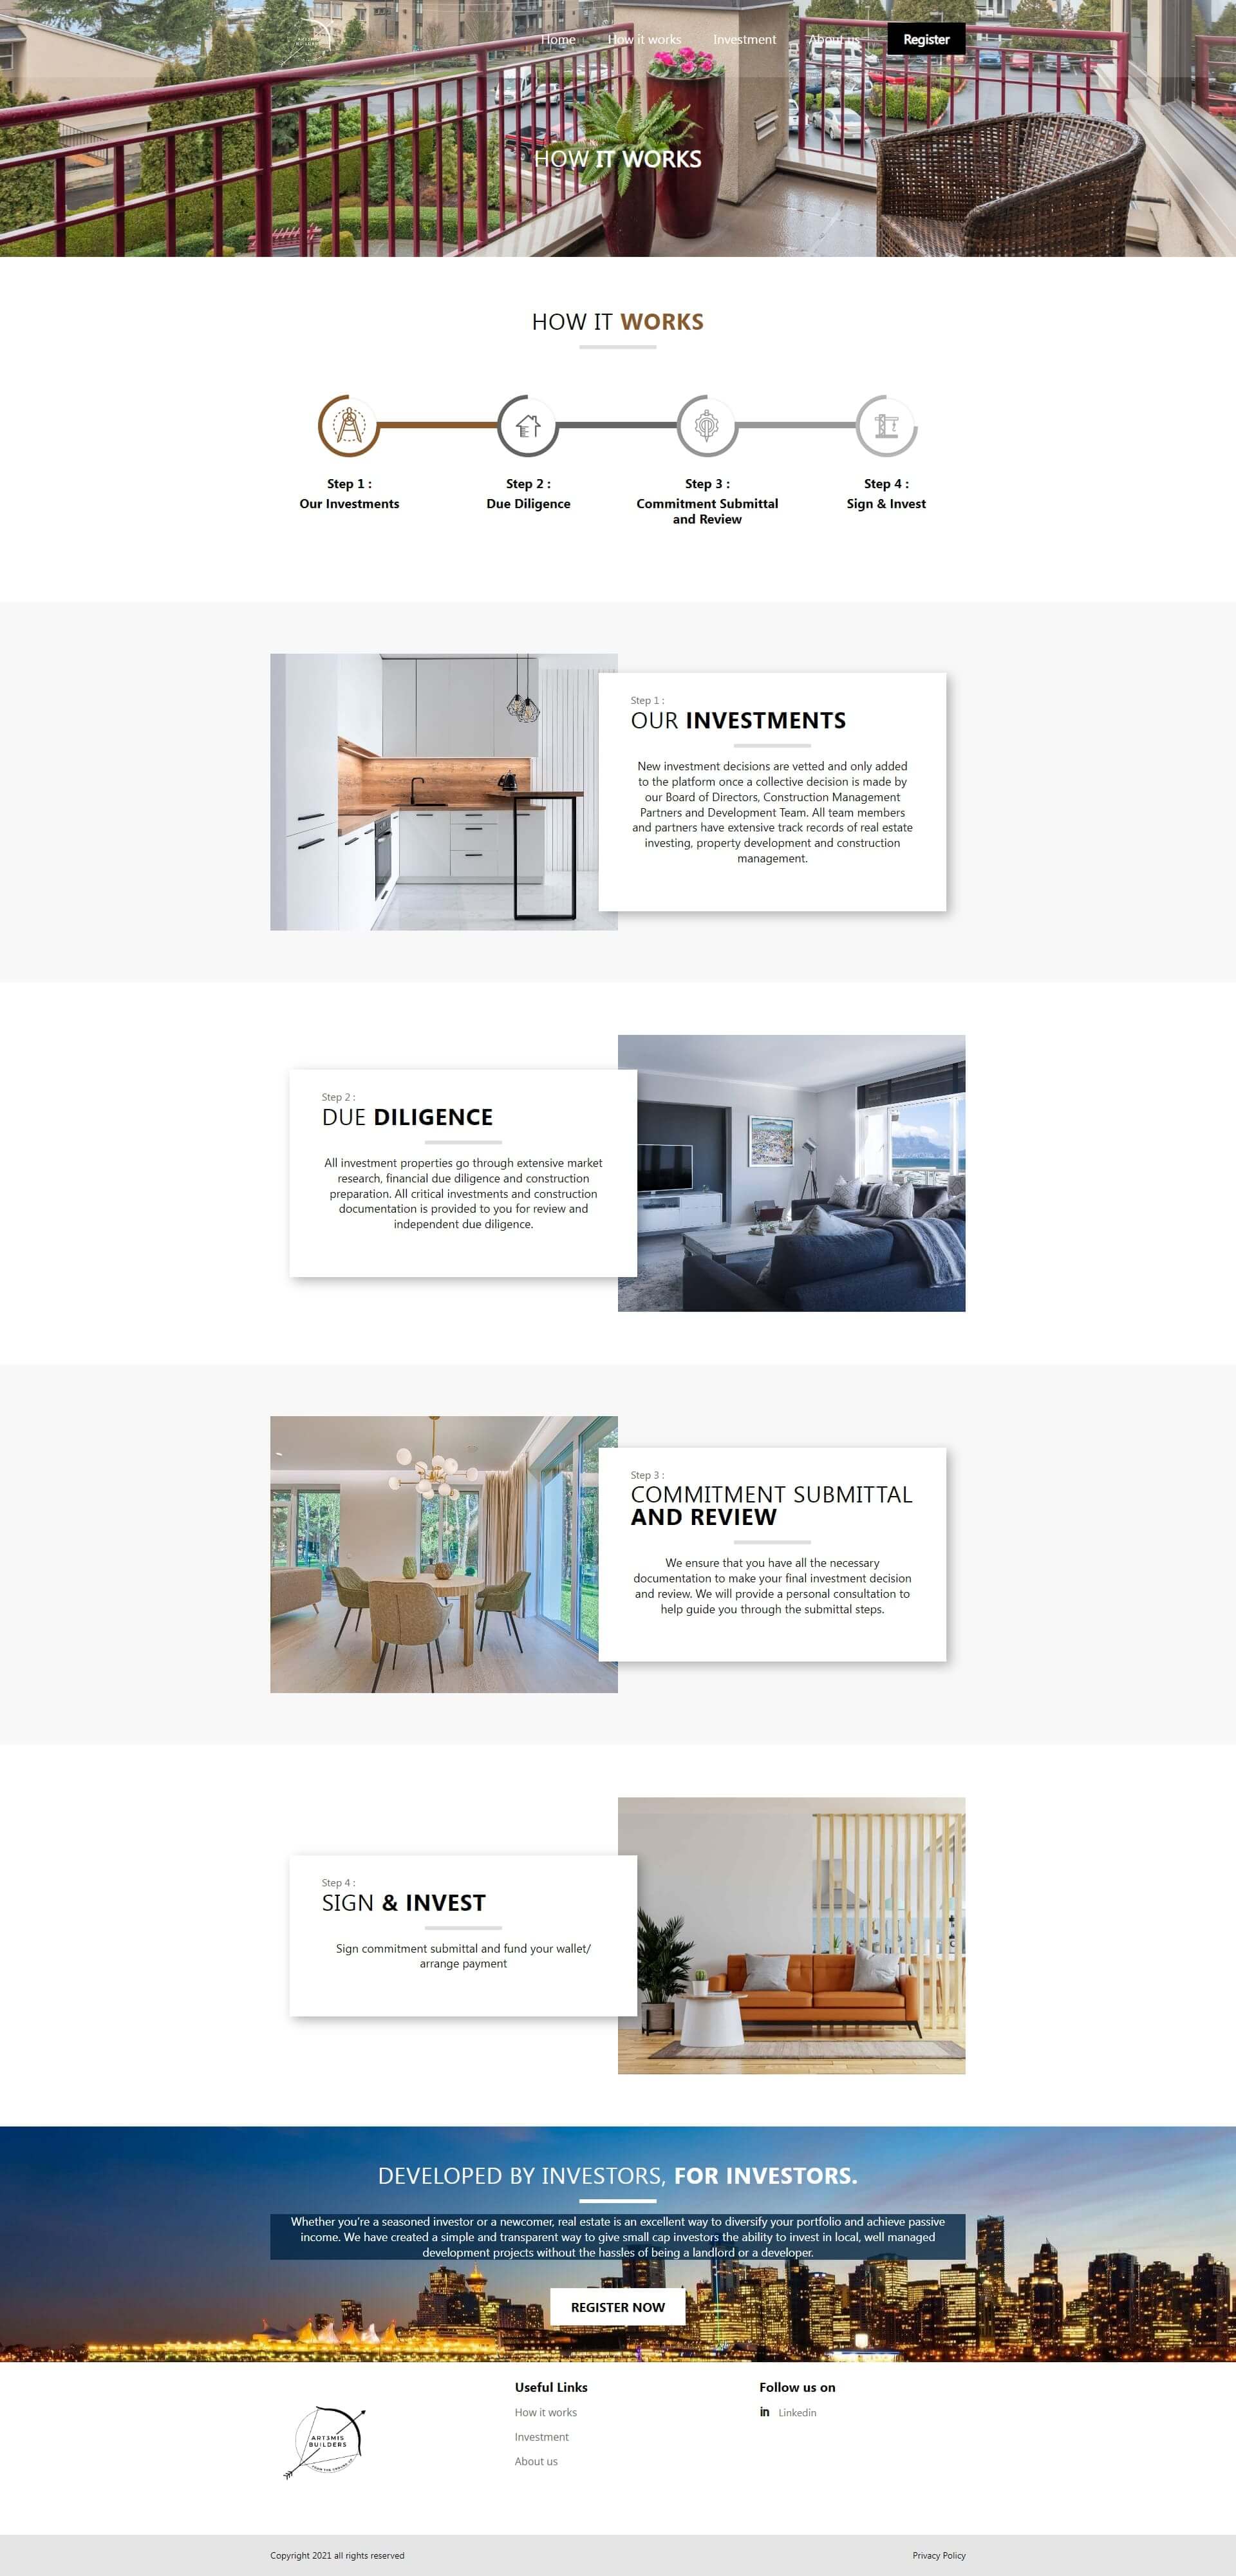 ART3MIS
BUILDERS
Home
How it works
Investment
About us
Register
HOW IT WORKS
HOW IT WORKS
Step 1 :
Our Investments
Step 2 :
Due Diligence
Step 3 :
Commitment Submittal
and Review
Step 4 :
Sign & Invest
Step 1 :
OUR INVESTMENTS
New investment decisions are vetted and only added
to the platform once a collective decision is made by
our Board of Directors, Construction Management
Partners and Development Team. All team members
and partners have extensive track records of real estate
investing, property development and construction
management.
Step 2 :
DUE DILIGENCE
All investment properties go through extensive market
research, financial due diligence and construction
preparation. All critical investments and construction
documentation is provided to you for review and
independent due diligence.
Step 3 :
COMMITMENT SUBMITTAL
AND REVIEW
We ensure that you have all the necessary
documentation to make your final investment decision
and review. We will provide a personal consultation to
help guide you through the submittal steps.
Step 4 :
SIGN & INVEST
Sign commitment submittal and fund your wallet/
arrange payment
DEVELOPED BY INVESTORS, FOR INVESTORS.
Whether you're a seasoned investor or a newcomer, real estate is an excellent way to diversify your portfolio and achieve passive
income. We have created a simple and transparent way to give small cap investors the ability to invest in local, well managed
development projects without the hassles of being a landlord or a developer.
REGISTER NOW
ART3MIS
BUILDERS
Useful Links
How it works
Investment
About us
Follow us on
in Linkedin
Copyright 2021 all rights reserved
Privacy Policy